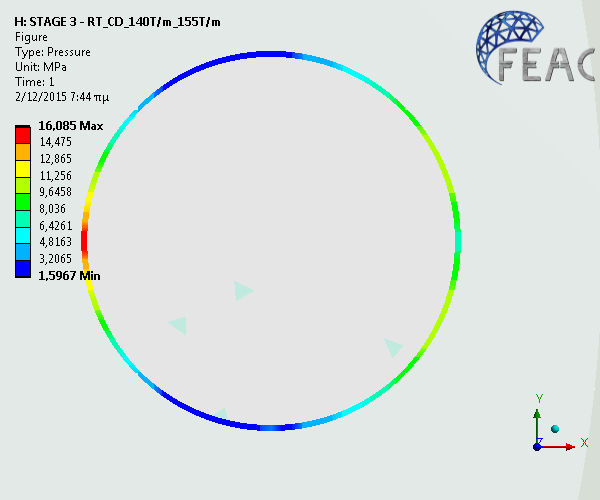 H: STAGE 3 - RT_CD_140T/m_155T/m
Figure
Type: Pressure
Unit: MPa
Time: 1
2/12/2015 7:44 πμ
16,085 Max
14,475
12,865
11,256
9,6458
8,036
6,4261
4,8163
3,2065
1,5967 Min
FEAC
Y
Z
X